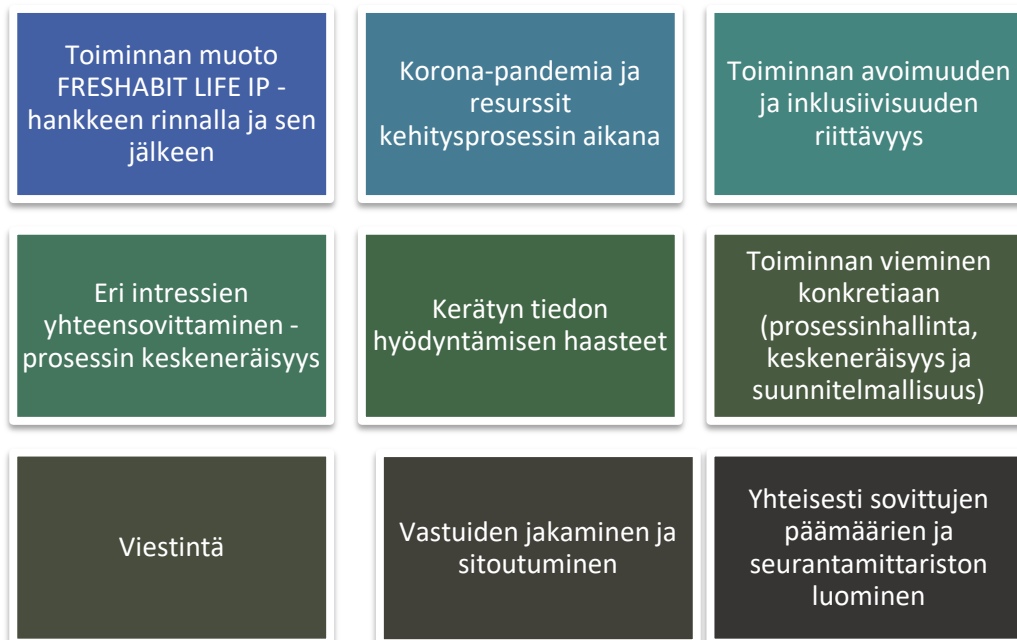 Toiminnan muoto
FRESHABIT LIFE IP -
hankkeen rinnalla ja sen
jälkeen
Korona-pandemia ja
resurssit
kehitysprosessin aikana
Toiminnan avoimuuden
ja inklusiivisuuden
riittävyys
Eri intressien
yhteensovittaminen -
prosessin keskeneräisyys
Kerätyn tiedon
hyödyntämisen haasteet
Toiminnan vieminen
konkretiaan
(prosessinhallinta,
keskeneräisyys ja
suunnitelmallisuus)
Viestintä
Vastuiden jakaminen ja
sitoutuminen
Yhteisesti sovittujen
päämäärien ja
seurantamittariston
luominen